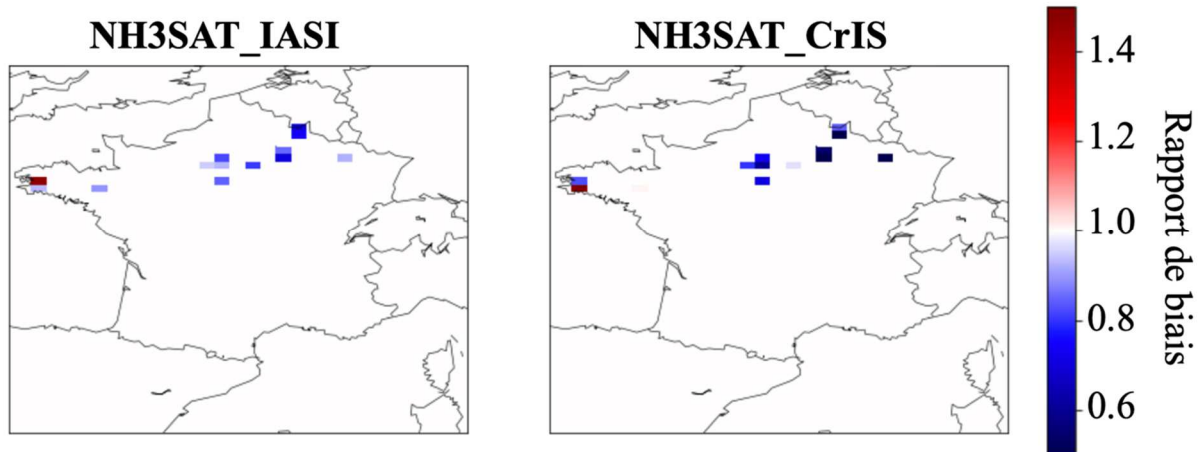 NH3SAT_IASI
NH3SAT_CrIS
1.4
1.2
1.0
0.8
0.6
Rapport de biais